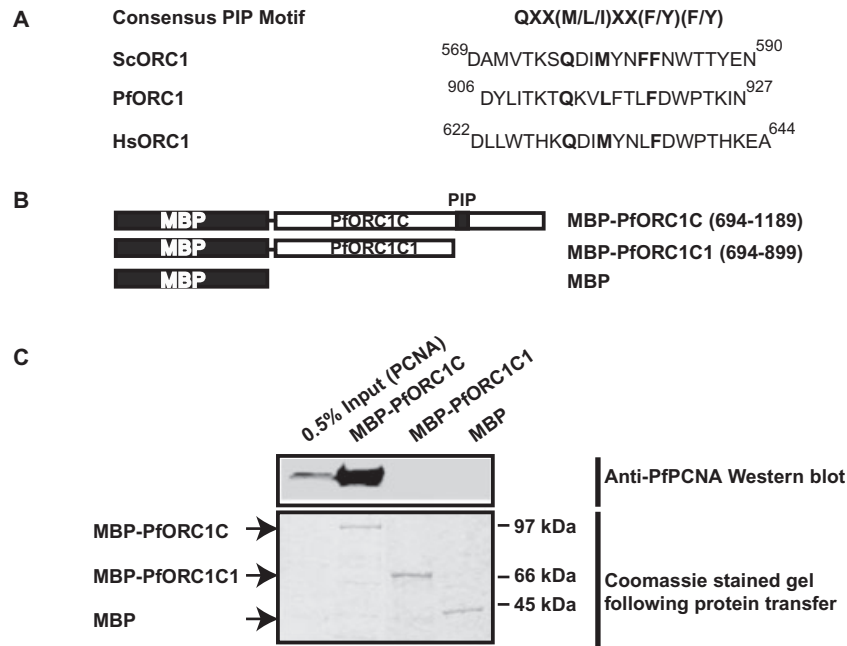 A
Consensus PIP Motif QXX(M/L/I)XX(F/Y)(F/Y)
ScORC1 569DAMVTKSQDIMYNFFNWTTYEN590
PfORC1 906 DYLITKTQKVLFTLFDWPTKIN927
HsORC1 622DLLWTHKQDIMYNLFDWPTHKEA644
B
PIP
MBP PfORC1C MBP-PfORC1C (694-1189)
MBP PfORC1C1 MBP-PfORC1C1 (694-899)
MBP MBP
C
0.5% Input (PCNA)
MBP-PfORC1C
MBP-PfORC1C1
MBP
Anti-PfPCNA Western blot
MBP-PfORC1C 97 kDa
MBP-PfORC1C1 66 kDa
MBP 45 kDa
Coomassie stained gel
following protein transfer